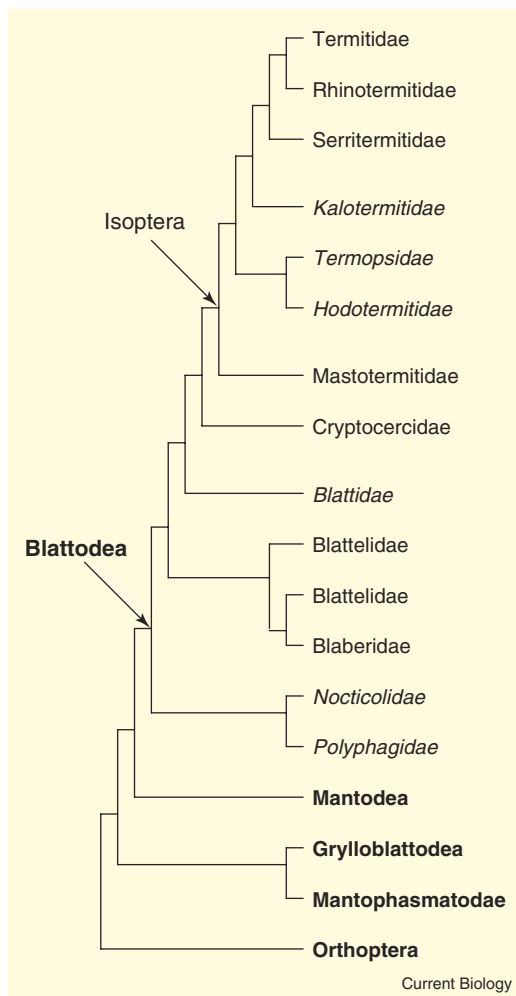 Termitidae
Rhinotermitidae
Serritermitidae
Kalotermitidae
Isoptera
Termopsidae
Hodotermitidae
Mastotermitidae
Cryptocercidae
Blattidae
Blattodea
Blattelidae
Blattelidae
Blaberidae
Nocticolidae
Polyphagidae
Mantodea
Grylloblattodea
Mantophasmatodae
Orthoptera
Current Biology